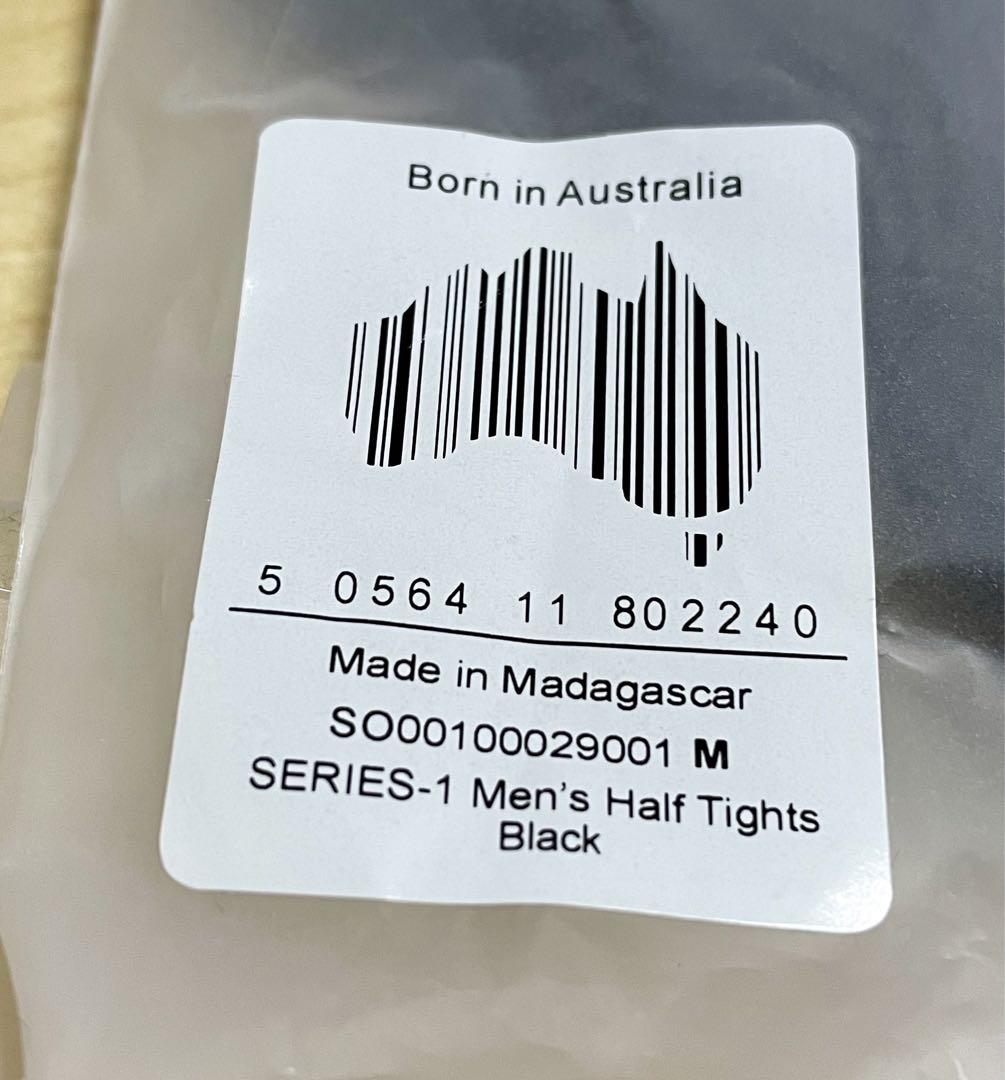 Born in Australia
5 0564 11 802240
Made in Madagascar
SO00100029001 M
SERIES-1 Men's Half Tights
Black